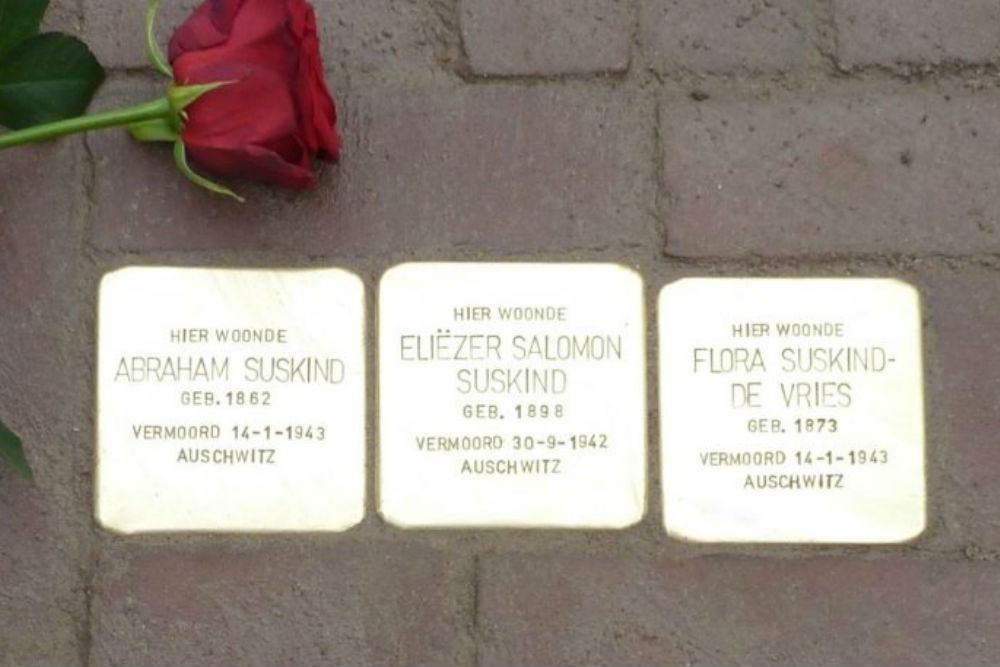 HIER WOONDE
ABRAHAM SUSKIND
GEB. 1862
VERMOORD 14-1-1943
AUSCHWITZ
HIER WOONDE
ELIËZER SALOMON
SUSKIND
GEB. 1898
VERMOORD 30-9-1942
AUSCHWITZ
HIER WOONDE
FLORA SUSKIND-
DE VRIES
GEB. 1873
VERMOORD 14-1-1943
AUSCHWITZ